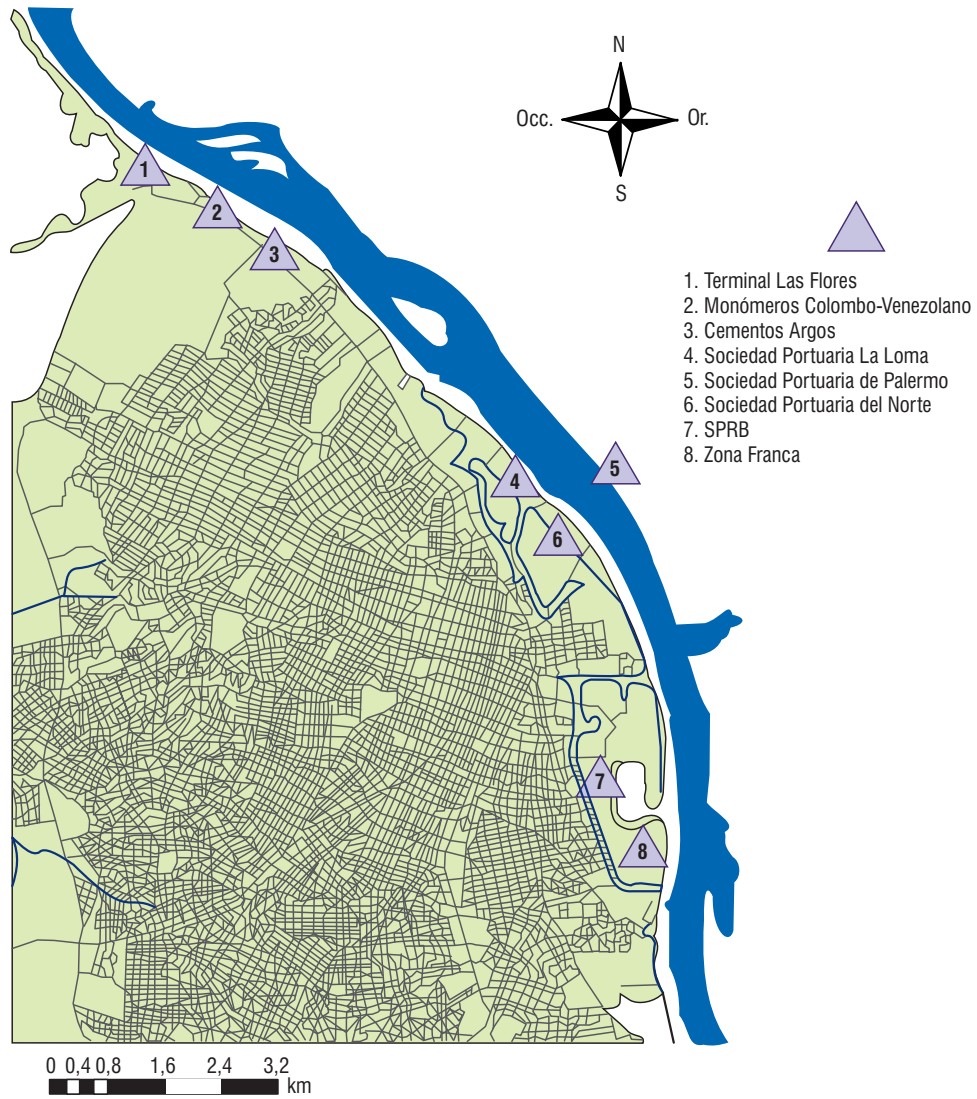 N
Occ.
Or.
S
1
2
3
1. Terminal Las Flores
2. Monómeros Colombo-Venezolano
3. Cementos Argos
4. Sociedad Portuaria La Loma
5. Sociedad Portuaria de Palermo
6. Sociedad Portuaria del Norte
7. SPRB
8. Zona Franca
5
4
6
7
8
0 0,4 0,8 1,6 2,4 3,2
km